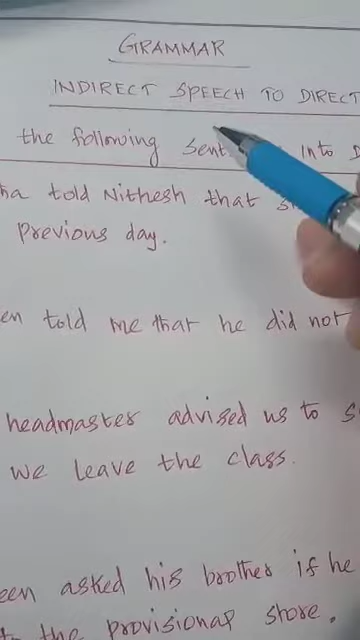 GRAMMAR
INDIRECT SPEECH TO DIRECT
the following into
told Nithesh that
previous day.
told me that he did not
headmaster advised us to
we leave the class.
asked his brother if he
the provisional store.